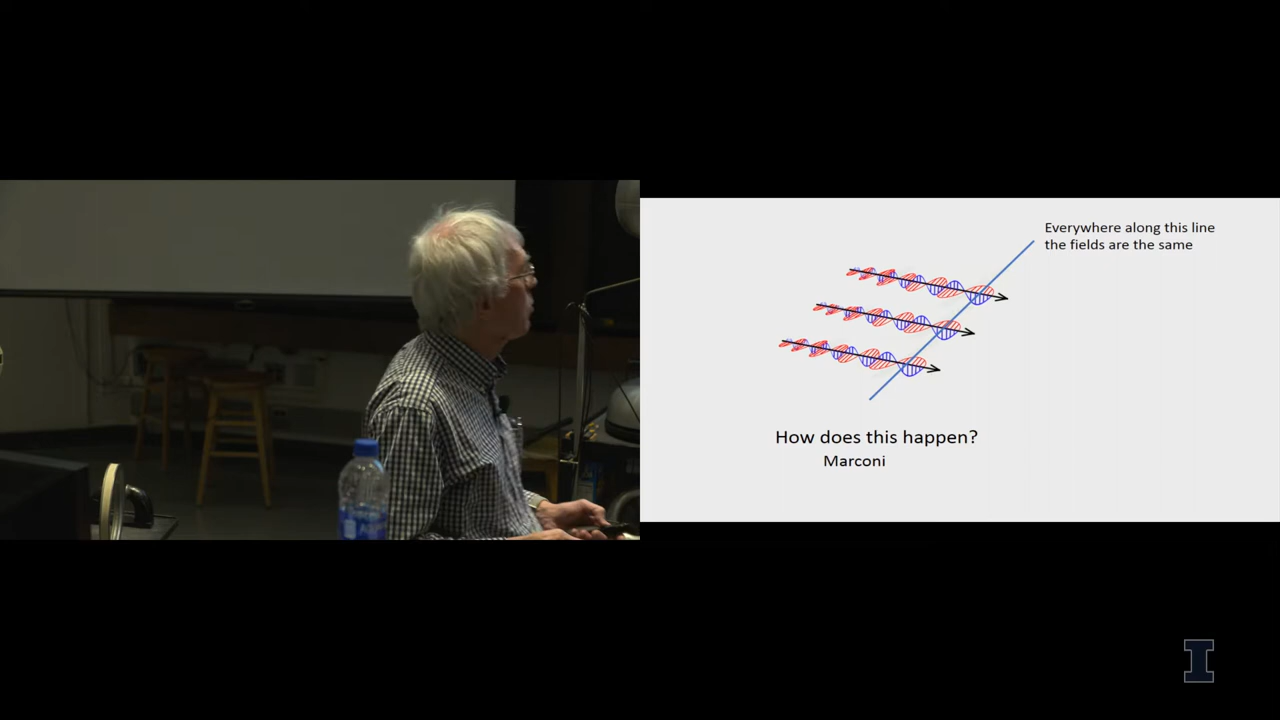 Everywhere along this line
the fields are the same
How does this happen?
Marconi
I